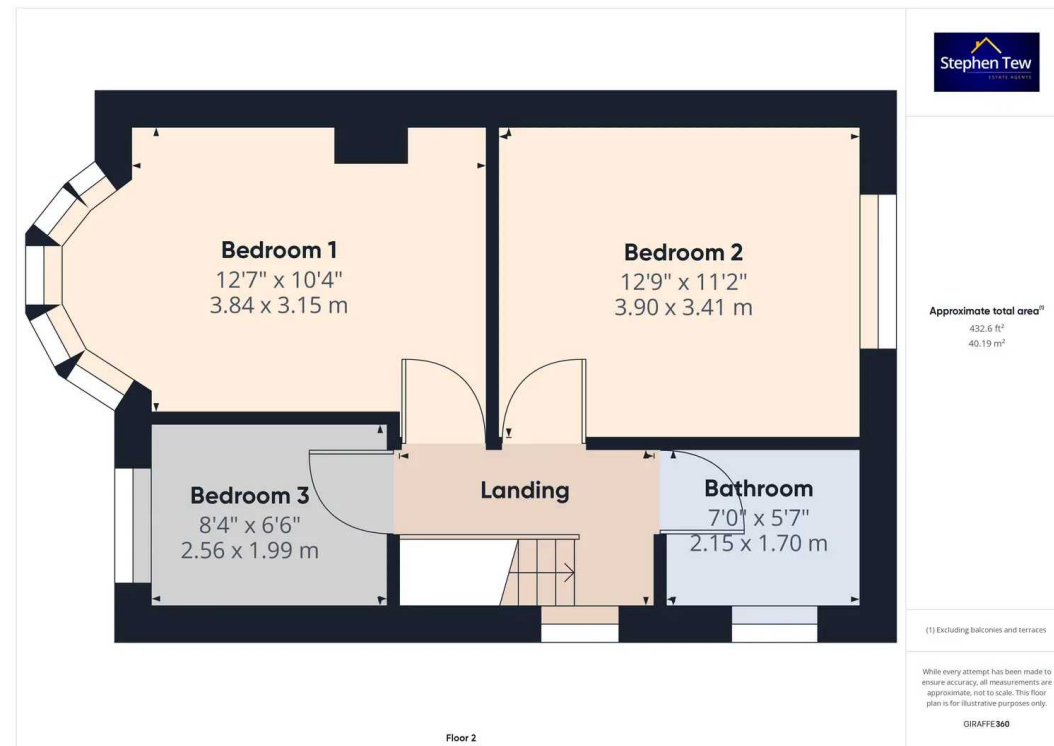 Stephen Tew
ESTATE AGENTS
Bedroom 1
12'7" x 10'4"
3.84 x 3.15 m
Bedroom 2
12'9" x 11'2"
3.90 x 3.41 m
Approximate total area⁽¹⁾
432.6 ft²
40.19 m²
Landing
Bedroom 3
8'4" x 6'6"
2.56 x 1.99 m
Bathroom
7'0" x 5'7"
2.15 x 1.70 m
(1) Excluding balconies and terraces
While every attempt has been made to
ensure accuracy, all measurements are
approximate, not to scale. This floor
plan is for illustrative purposes only.
GIRAFFE360
Floor 2